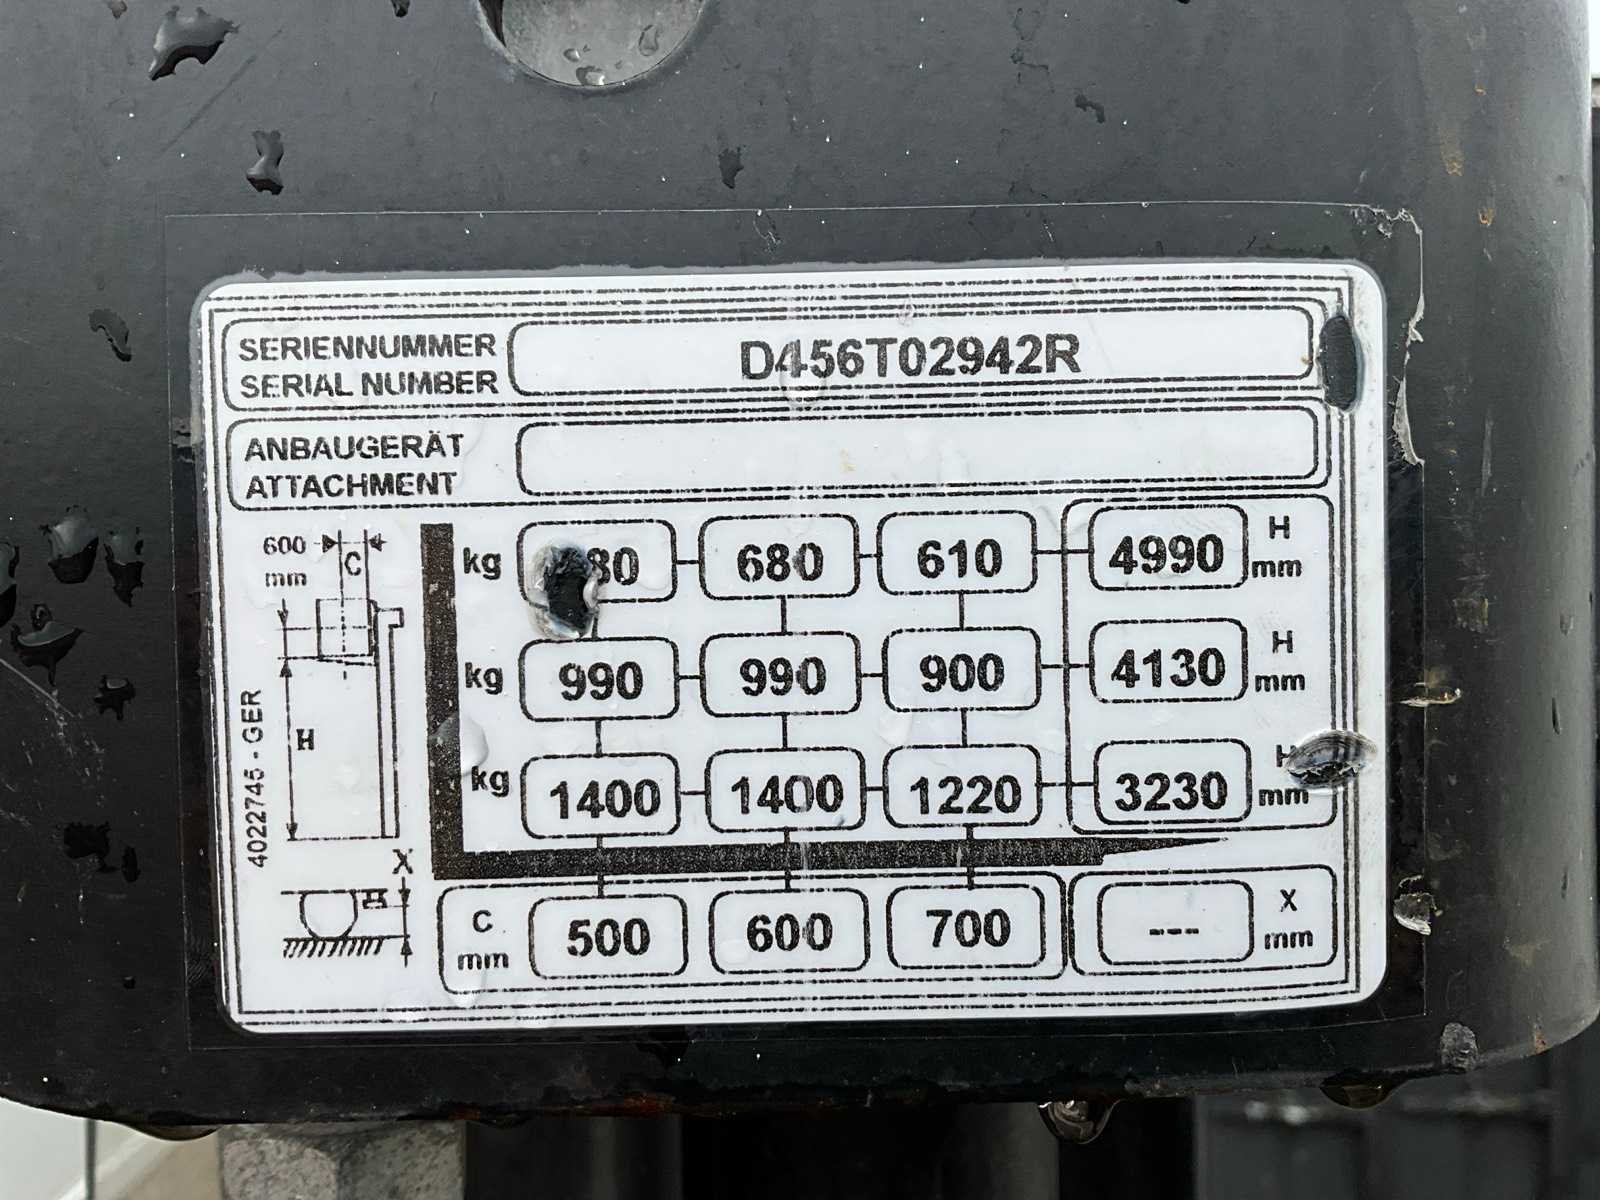 SERIENNUMMER
SERIAL NUMBER
D456T02942R
ANBAUGERÄT
ATTACHMENT
600 mm
C
H
X
4022745 - GER
kg 80 680 610 4990 H mm
kg 990 990 900 4130 H mm
kg 1400 1400 1220 3230 H mm
C mm 500 600 700 --- X mm